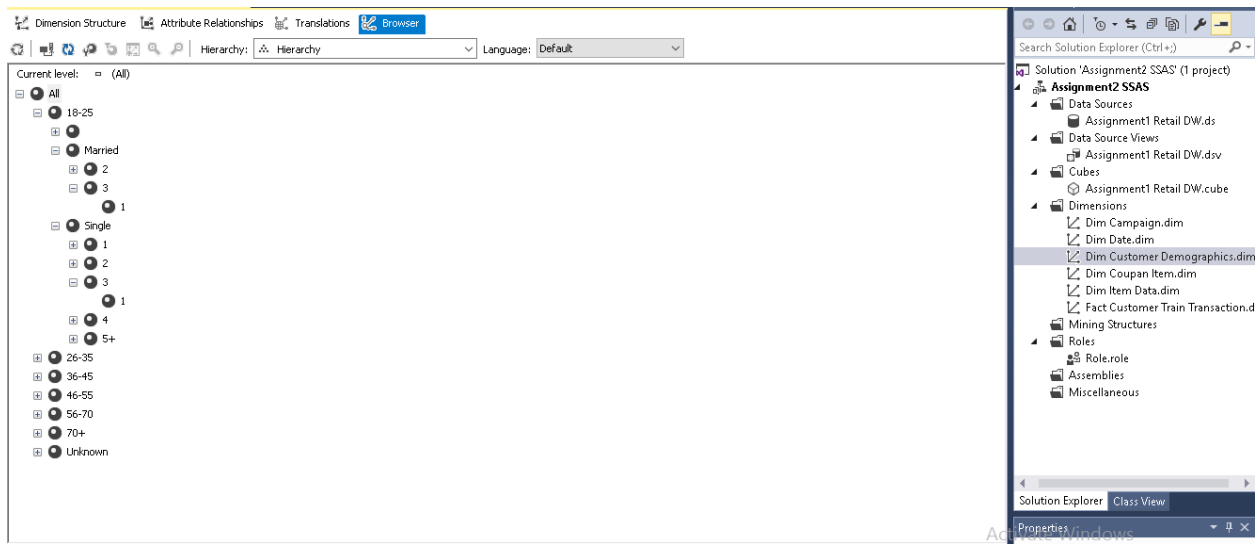 Dimension Structure Attribute Relationships Translations Browser
Hierarchy: Hierarchy Language: Default
Current level: (All)
All
18-25
Married
2
3
1
Single
1
2
3
1
4
5+
26-35
36-45
46-55
56-70
70+
Unknown
Search Solution Explorer (Ctrl+;)
Solution 'Assignment2 SSAS' (1 project)
Assignment2 SSAS
Data Sources
Assignment1 Retail DW.ds
Data Source Views
Assignment1 Retail DW.dsv
Cubes
Assignment1 Retail DW.cube
Dimensions
Dim Campaign.dim
Dim Date.dim
Dim Customer Demographics.dim
Dim Coupan Item.dim
Dim Item Data.dim
Fact Customer Train Transaction.d
Mining Structures
Roles
Role.role
Assemblies
Miscellaneous
Solution Explorer Class View
Properties
Activate Windows